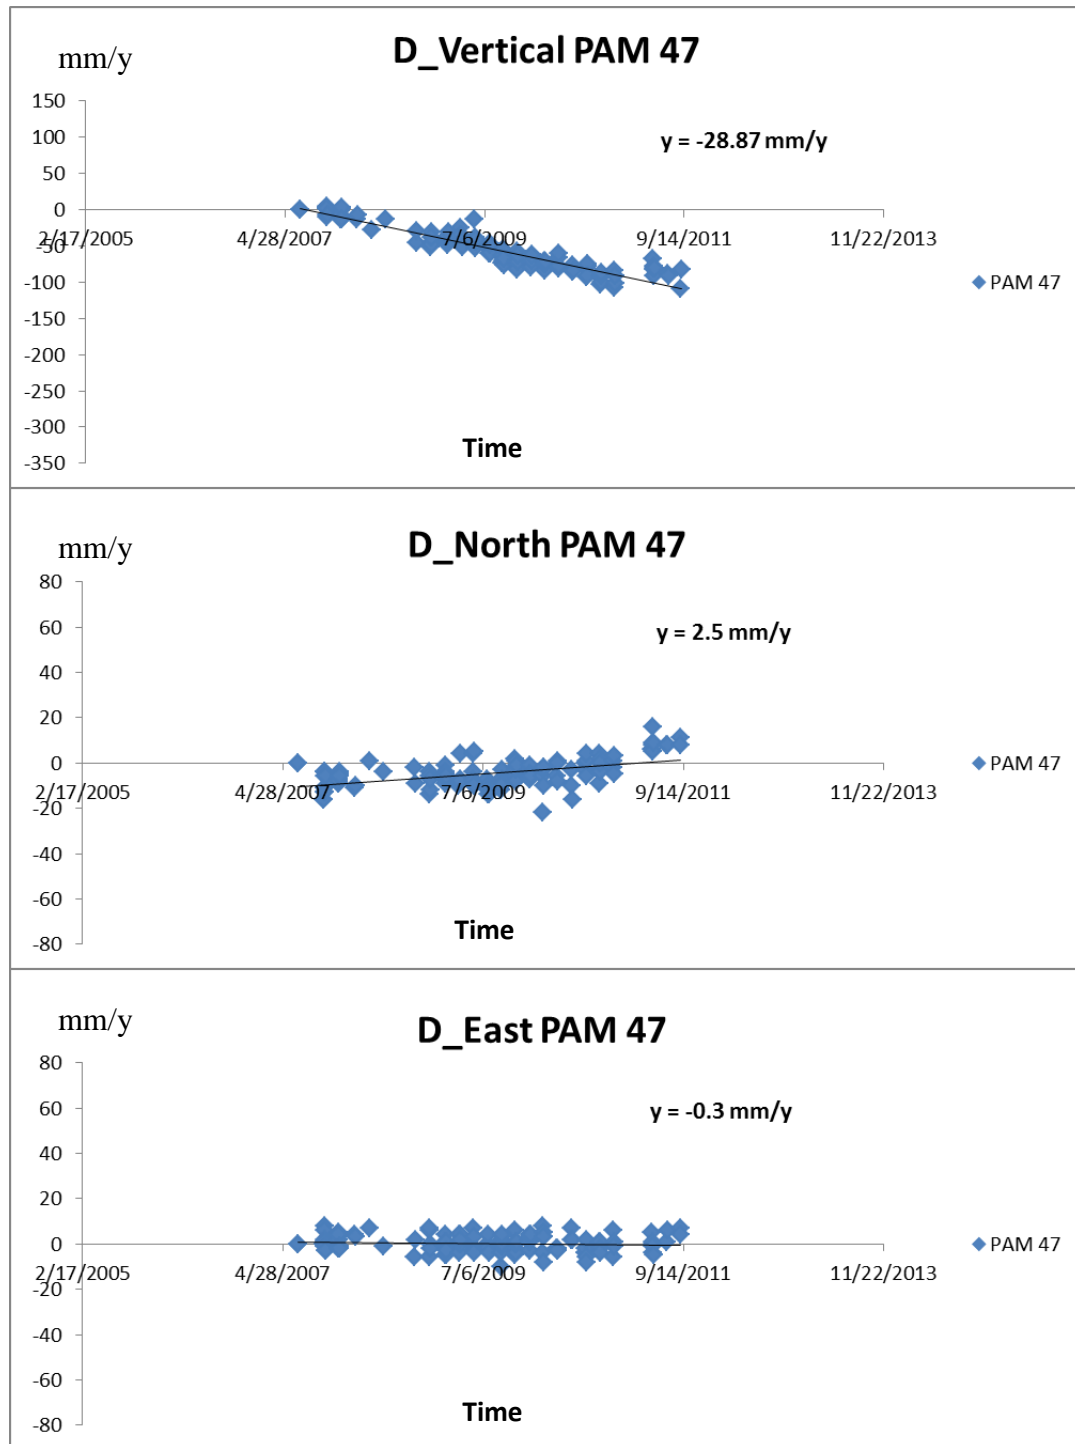 D_Vertical PAM 47
mm/y
150
100
y = -28.87 mm/y
50
0
2/17/2005 4/28/2007 7/6/2009 9/14/2011 11/22/2013
-50
-100
PAM 47
-150
-200
-250
-300
Time
-350
D_North PAM 47
mm/y
80
60
y = 2.5 mm/y
40
20
0
PAM 47
2/17/2005 4/28/2007 7/6/2009 9/14/2011 11/22/2013
-20
-40
-60
Time
-80
D_East PAM 47
mm/y
80
60
y = -0.3 mm/y
40
20
0
PAM 47
2/17/2005 4/28/2007 7/6/2009 9/14/2011 11/22/2013
-20
-40
-60
Time
-80